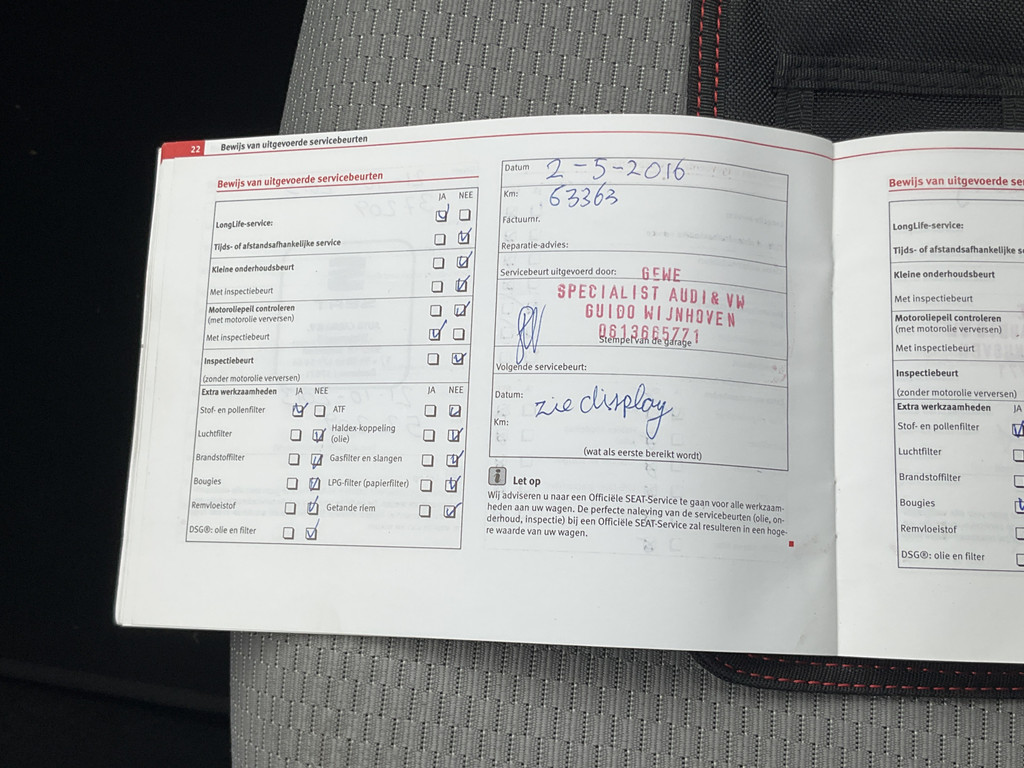 22 Bewijs van uitgevoerde servicebeurten
Bewijs van uitgevoerde servicebeurten
JA NEE
LongLife-service:
Tijds- of afstandsafhankelijke service
Kleine onderhoudsbeurt
Met inspectiebeurt
Motoroliepeil controleren
(met motorolie verversen)
Met inspectiebeurt
Inspectiebeurt
(zonder motorolie verversen)
Extra werkzaamheden JA NEE JA NEE
Stof- en pollenfilter ATF
Luchtfilter Haldex-koppeling
(olie)
Brandstoffilter Gasfilter en slangen
Bougies LPG-filter (papierfilter)
Remvloeistof Getande riem
DSG®: olie en filter
Datum 2-5-2016
Km: 63363
Factuurnr.
Reparatie-advies:
Servicebeurt uitgevoerd door: GEWE
SPECIALIST AUDI & VW
GUIDO WIJNHOVEN
0613665771
Stempel van de garage
Volgende servicebeurt:
Datum: zie display
Km:
(wat als eerste bereikt wordt)
i Let op
Wij adviseren u naar een Officiële SEAT-Service te gaan voor alle werkzaam-
heden aan uw wagen. De perfecte naleving van de servicebeurten (olie, on-
derhoud, inspectie) bij een Officiële SEAT-Service zal resulteren in een hoge-
re waarde van uw wagen.
Bewijs van uitgevoerde se
LongLife-service:
Tijds- of afstandsafhankelijke s
Kleine onderhoudsbeurt
Met inspectiebeurt
Motoroliepeil controleren
(met motorolie verversen)
Met inspectiebeurt
Inspectiebeurt
(zonder motorolie verversen)
Extra werkzaamheden JA
Stof- en pollenfilter
Luchtfilter
Brandstoffilter
Bougies
Remvloeistof
DSG®: olie en filter